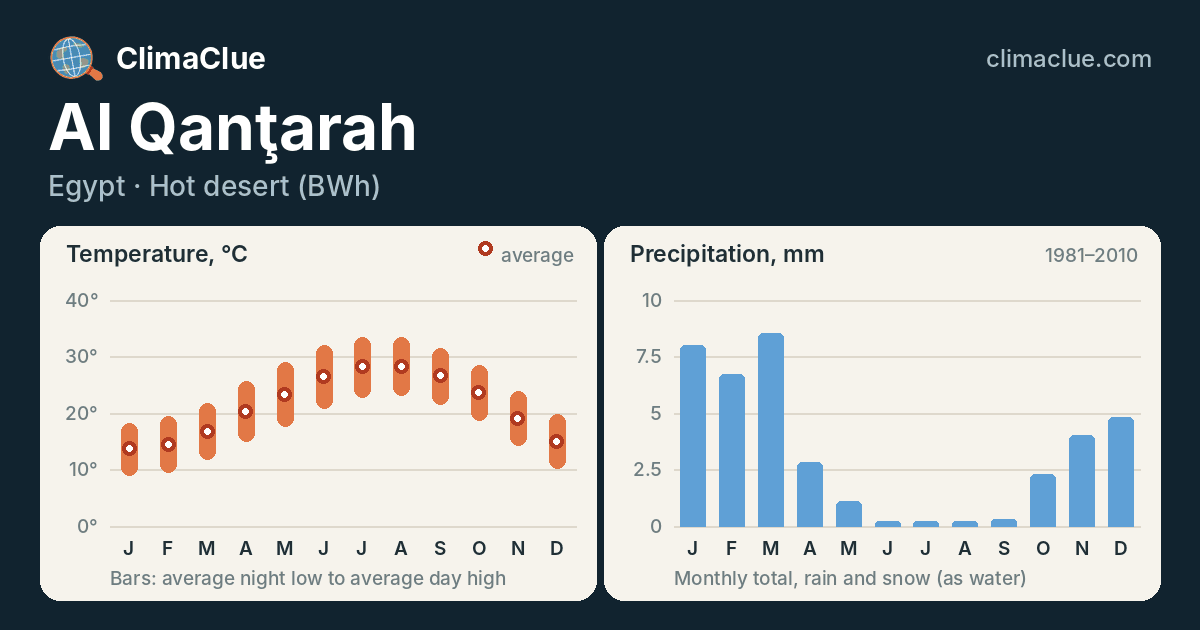 ClimaClue
climaclue.com
Al Qanţarah
Egypt · Hot desert (BWh)
Temperature, °C
average
40°
30°
20°
10°
0°
J F M A M J J A S O N D
Bars: average night low to average day high
Precipitation, mm
1981–2010
10
7.5
5
2.5
0
J F M A M J J A S O N D
Monthly total, rain and snow (as water)